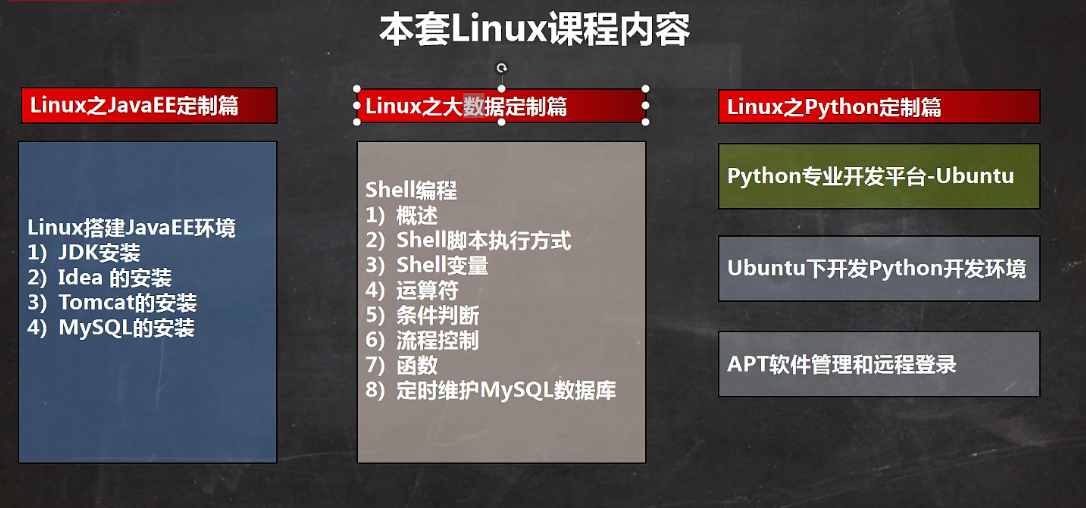 本套Linux课程内容
Linux之JavaEE定制篇
Linux搭建JavaEE环境
1) JDK安装
2) Idea 的安装
3) Tomcat的安装
4) MySQL的安装
Linux之大数据定制篇
Shell编程
1) 概述
2) Shell脚本执行方式
3) Shell变量
4) 运算符
5) 条件判断
6) 流程控制
7) 函数
8) 定时维护MySQL数据库
Linux之Python定制篇
Python专业开发平台-Ubuntu
Ubuntu下开发Python开发环境
APT软件管理和远程登录